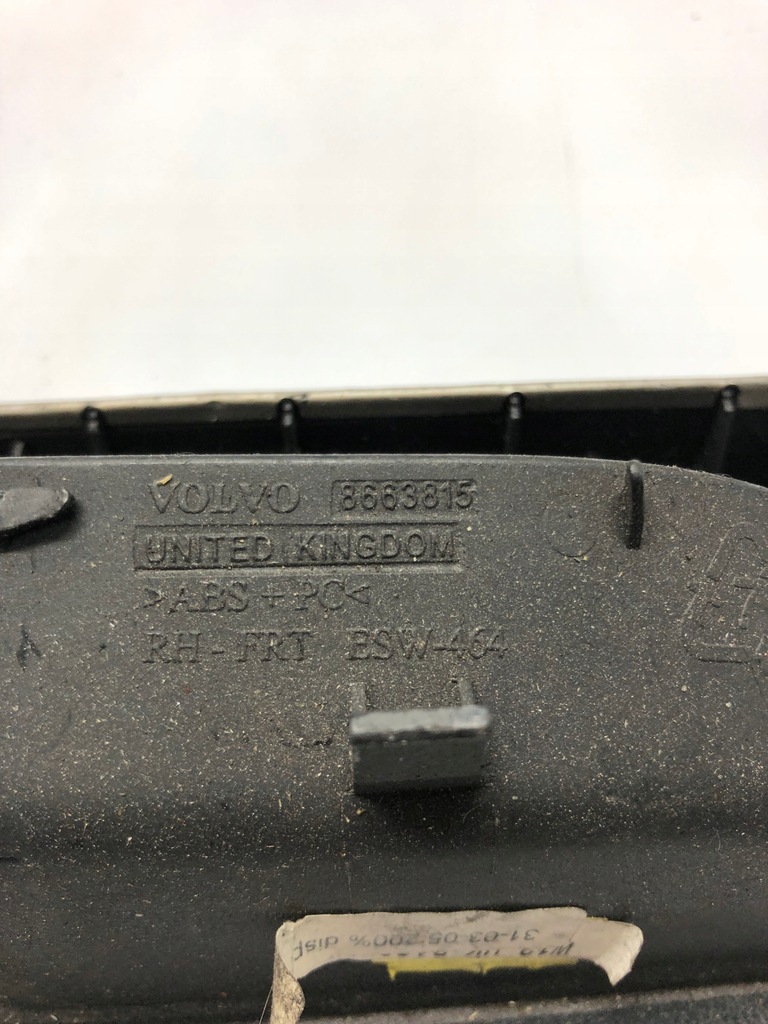 VOLVO 8663815
UNITED KINGDOM
>ABS + PC<
RH - FRT ESW-464
31-03-05 200% disf